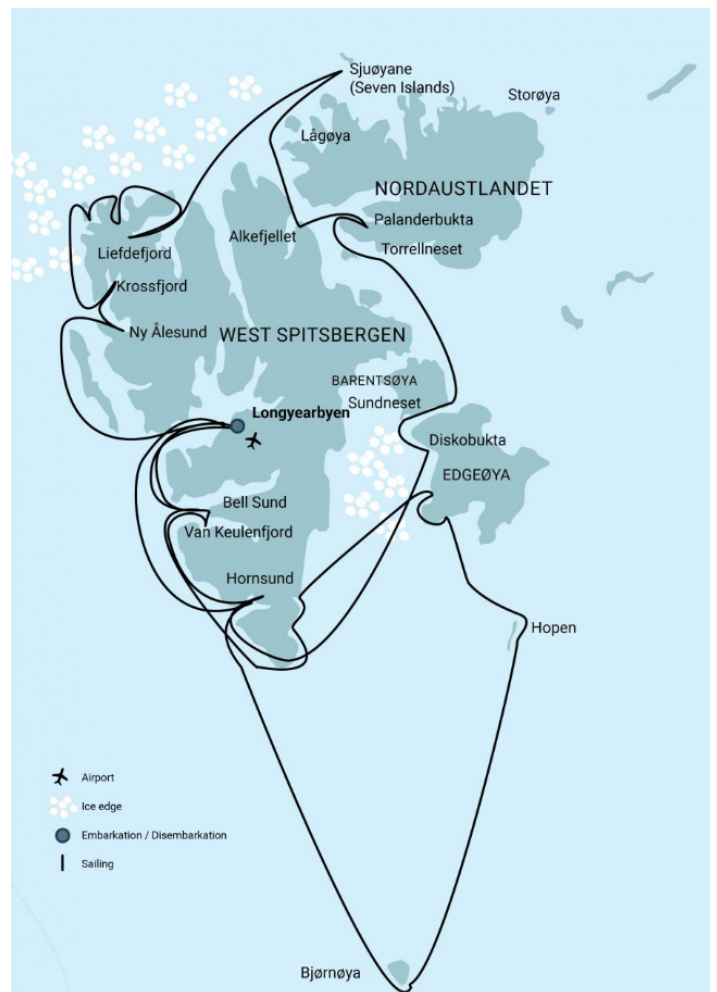 Sjuøyane
(Seven Islands)
Storøya
Lågøya
NORDAUSTLANDET
Palanderbukta
Alkefjellet
Torrellneset
Liefdefjord
Krossfjord
Ny Ålesund
WEST SPITSBERGEN
BARENTSØYA
Sundneset
Longyearbyen
Diskobukta
EDGEØYA
Bell Sund
Van Keulenfjord
Hornsund
Hopen
Airport
Ice edge
Embarkation / Disembarkation
Sailing
Bjørnøya